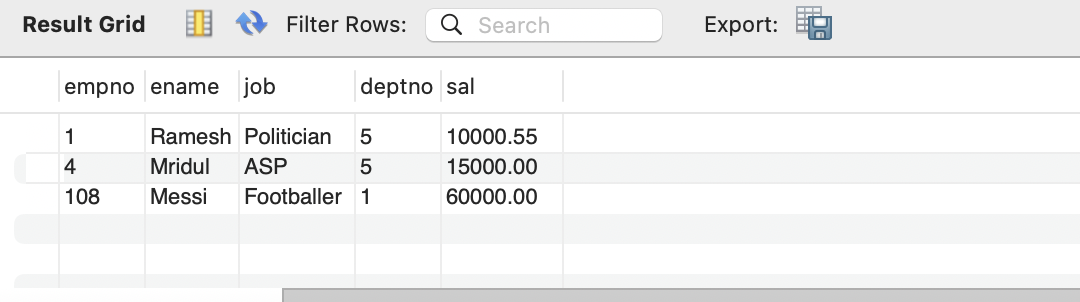 Result Grid Filter Rows: Search Export:
empno ename job deptno sal
1 Ramesh Politician 5 10000.55
4 Mridul ASP 5 15000.00
108 Messi Footballer 1 60000.00